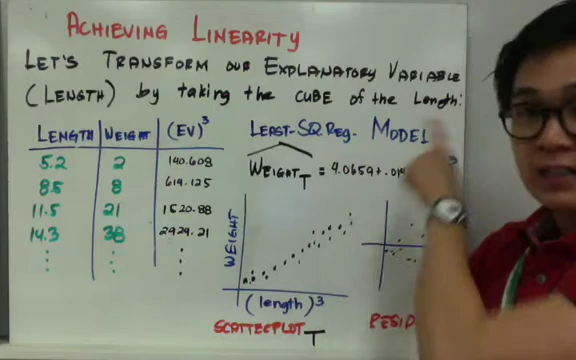 ACHIEVING LINEARITY
LET'S TRANSFORM our EXPLANATORY VARIABLE
(LENGTH) by taking the CUBE of the Length:
LENGTH WEIGHT (EV)³
5.2 2 140.608
8.5 8 614.125
11.5 21 1520.88
14.3 38 2924.21
LEAST-SQ Reg. MODEL
WEIGHT T = 4.0659+.01
WEIGHT
(length)³
SCATTERPLOT T
RESID